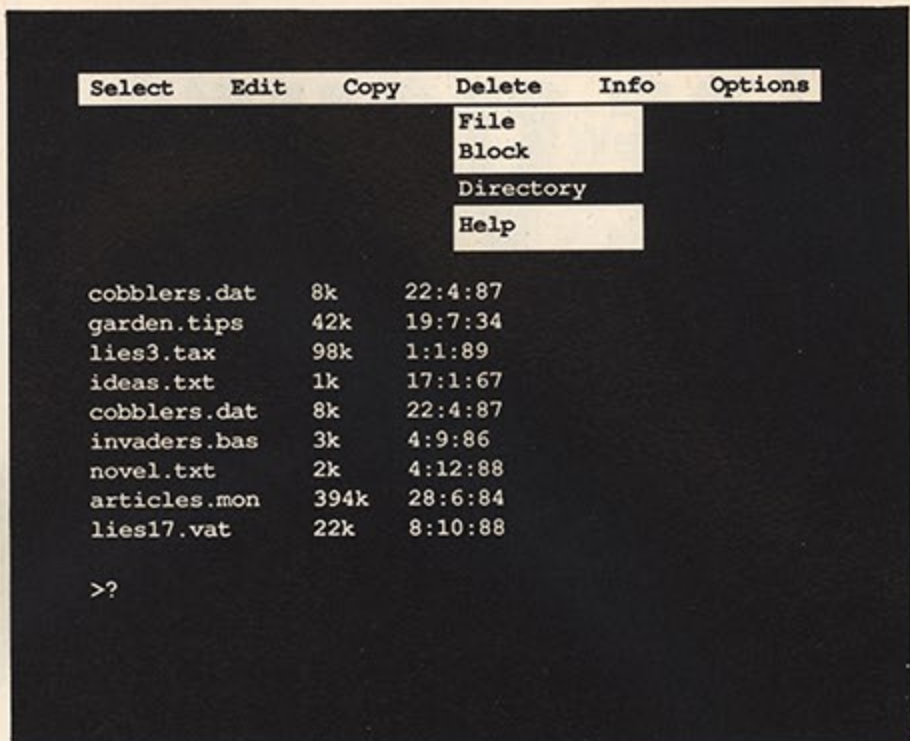 Select Edit Copy Delete Info Options
File
Block
Directory
Help
cobblers.dat 8k 22:4:87
garden.tips 42k 19:7:34
lies3.tax 98k 1:1:89
ideas.txt 1k 17:1:67
cobblers.dat 8k 22:4:87
invaders.bas 3k 4:9:86
novel.txt 2k 4:12:88
articles.mon 394k 28:6:84
lies17.vat 22k 8:10:88
>?